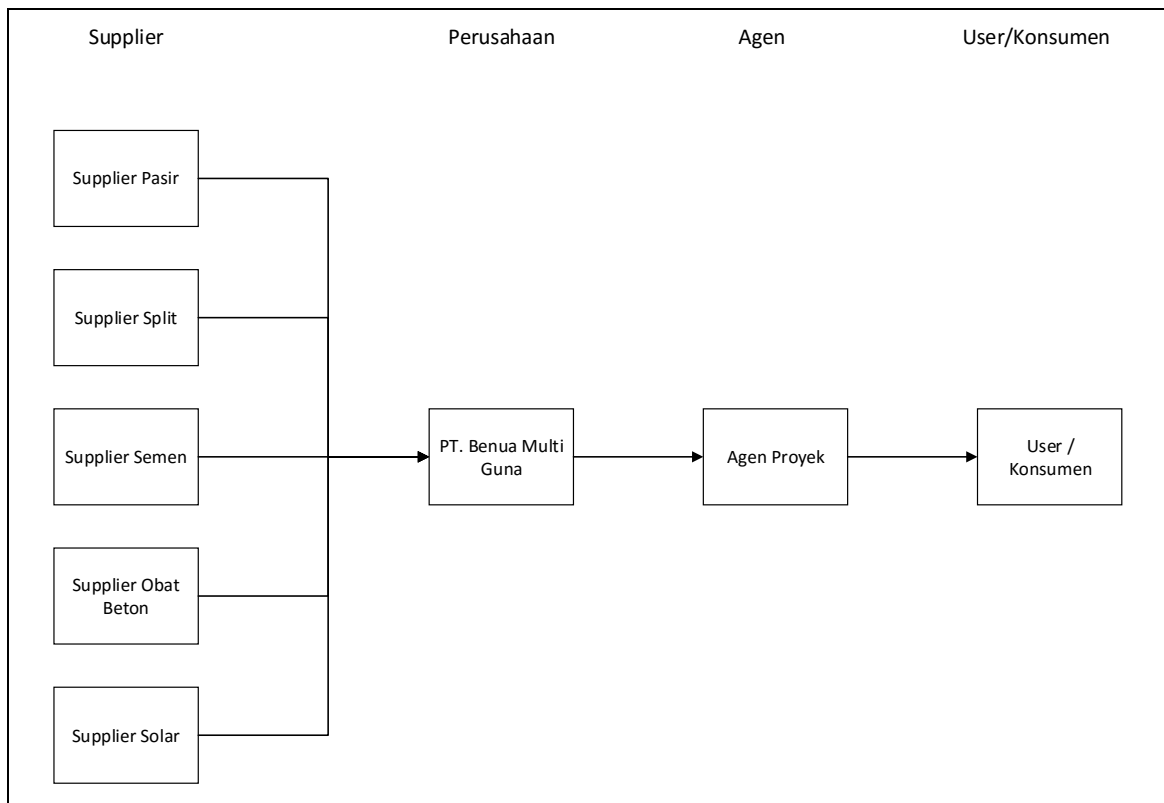 Supplier
Perusahaan
Agen
User/Konsumen
Supplier Pasir
Supplier Split
Supplier Semen
PT. Benua Multi
Guna
Agen Proyek
User /
Konsumen
Supplier Obat
Beton
Supplier Solar